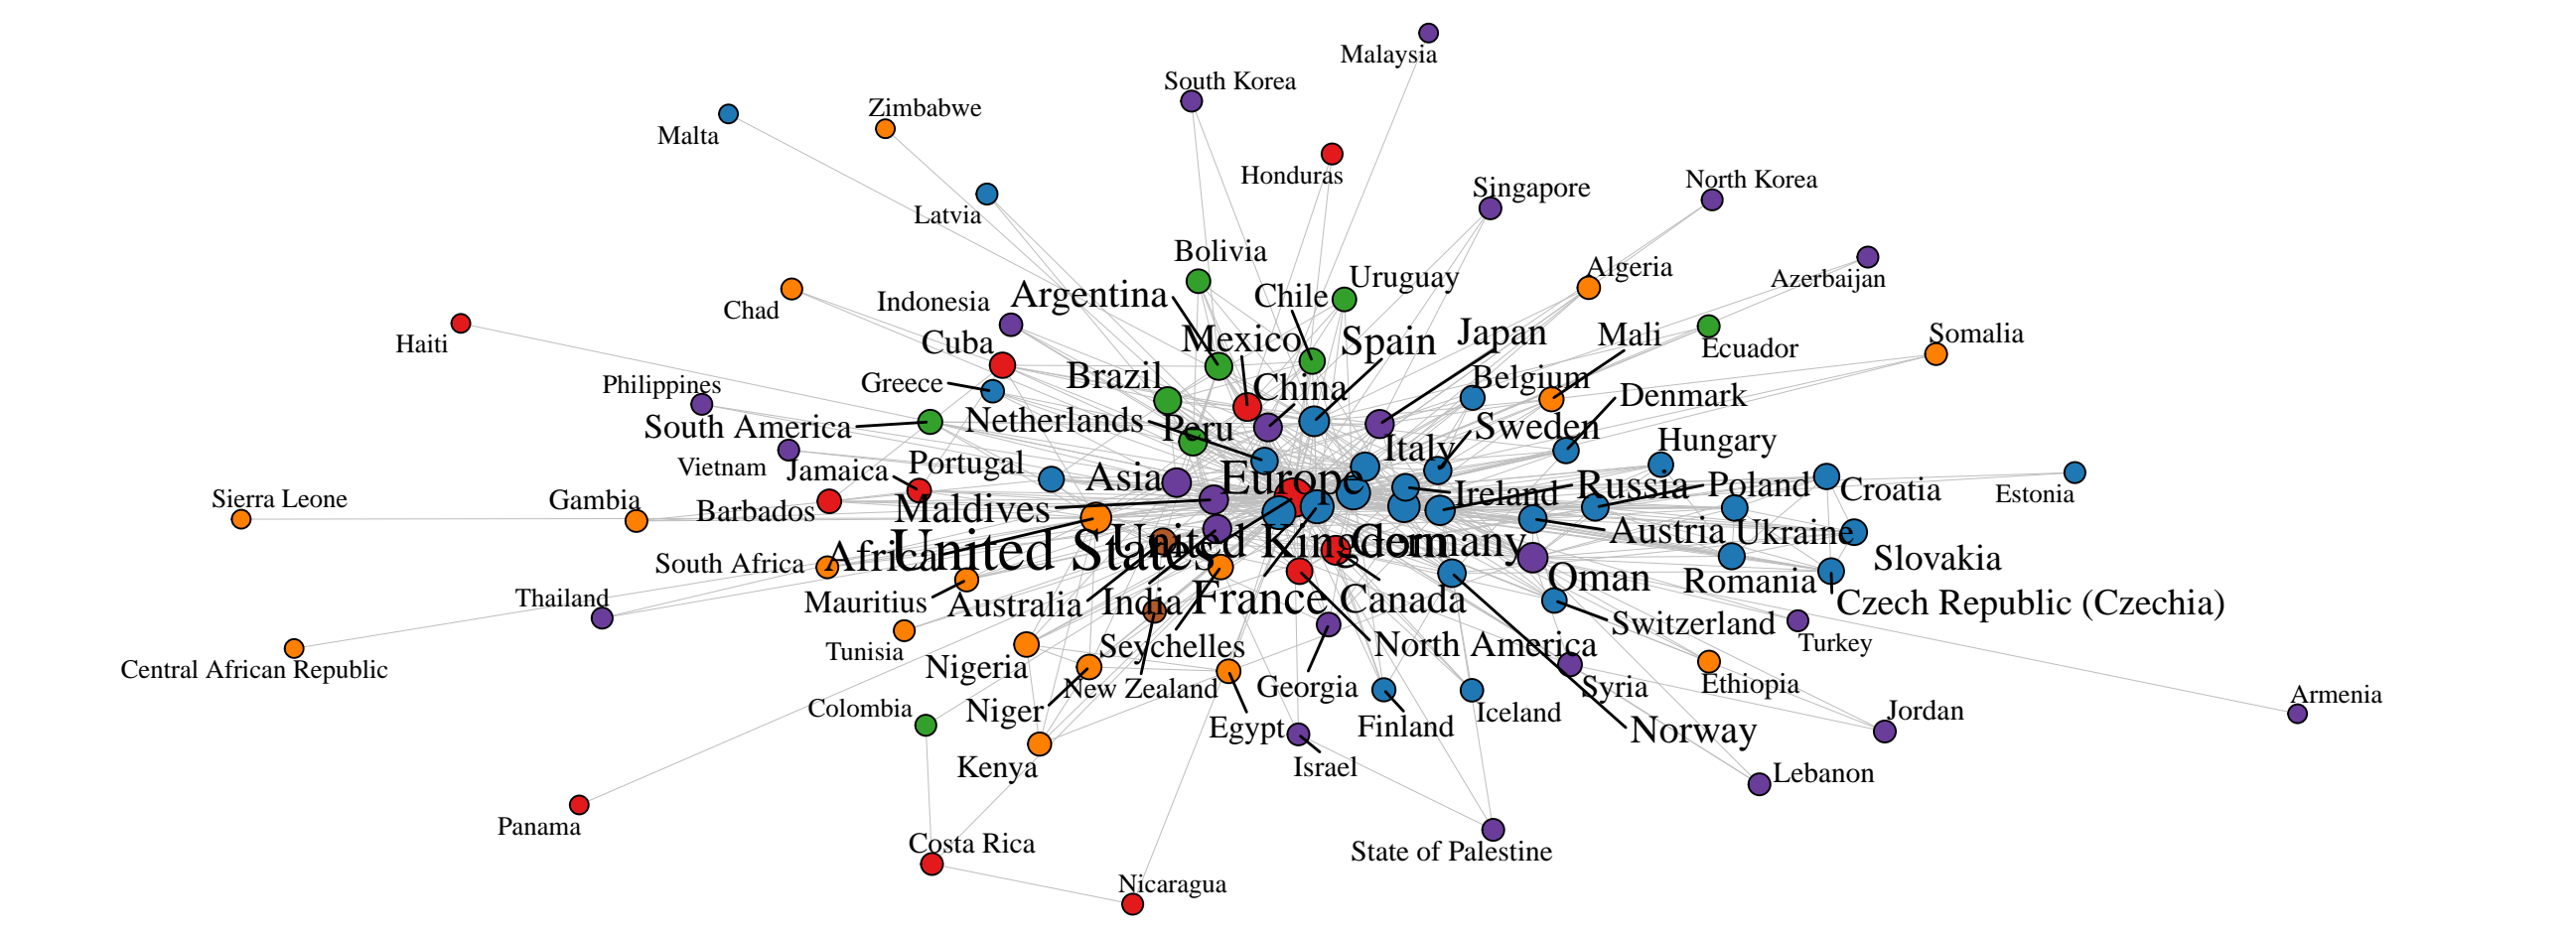 Malaysia
South Korea
Zimbabwe
Malta
Honduras
North Korea
Singapore
Latvia
Bolivia
Algeria
Uruguay
Azerbaijan
Argentina
Chile
Indonesia
Chad
Japan
Mali
Somalia
Mexico
Spain
Cuba
Haiti
Ecuador
Brazil
Belgium
Greece
Philippines
China
Denmark
Netherlands
South America
Peru
Sweden
Hungary
Italy
Portugal
Vietnam
Jamaica
Asia
Europe
Russia
Poland
Croatia
Ireland
Estonia
Sierra Leone
Gambia
Barbados
Maldives
Austria
Ukraine
United States
United Kingdom
Germany
Africa
South Africa
Slovakia
Oman
Romania
Thailand
Mauritius
Australia
India
France
Canada
Czech Republic (Czechia)
Switzerland
Turkey
Tunisia
Seychelles
North America
Central African Republic
Nigeria
New Zealand
Georgia
Syria
Ethiopia
Armenia
Colombia
Niger
Egypt
Finland
Iceland
Jordan
Norway
Kenya
Israel
Lebanon
Panama
Costa Rica
State of Palestine
Nicaragua